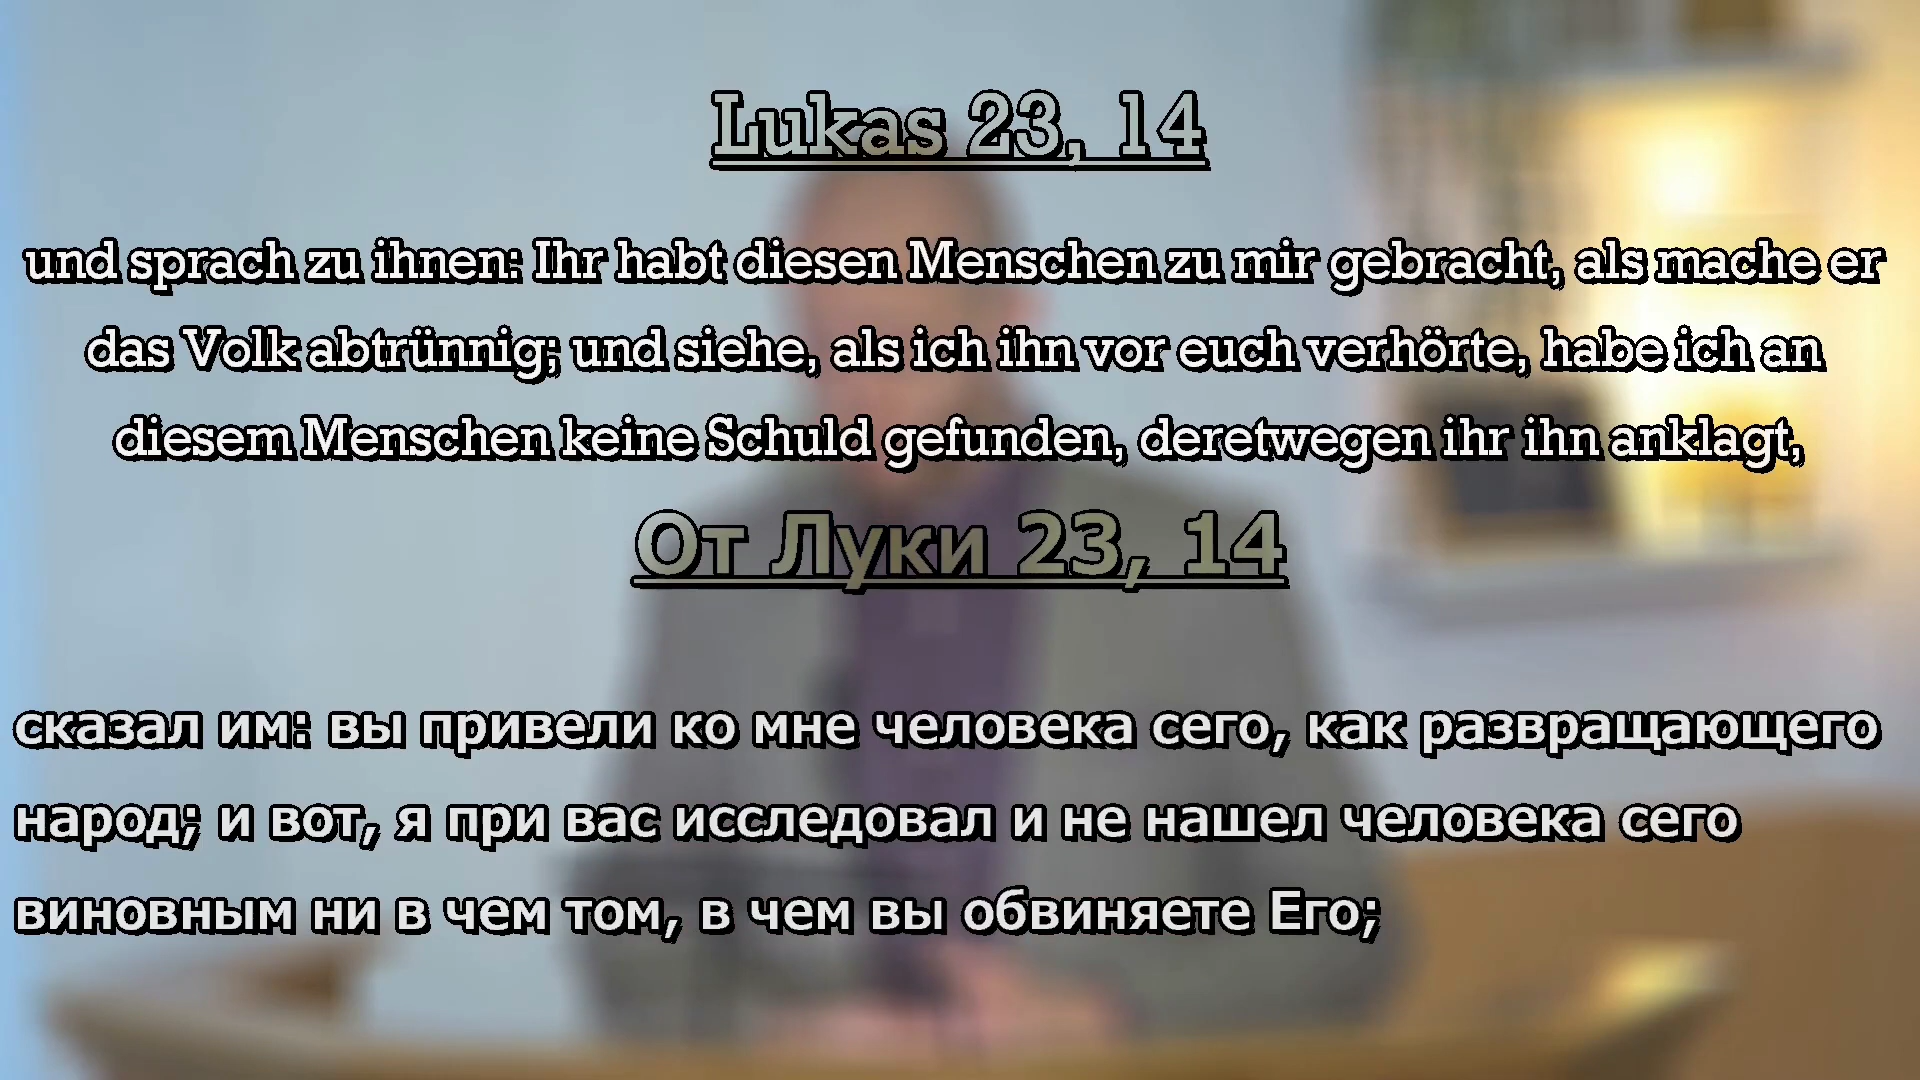 Lukas 23, 14
und sprach zu ihnen: Ihr habt diesen Menschen zu mir gebracht, als mache er
das Volk abtrünnig; und siehe, als ich ihn vor euch verhörte, habe ich an
diesem Menschen keine Schuld gefunden, deretwegen ihr ihn anklagt,
От Луки 23, 14
сказал им: вы привели ко мне человека сего, как развращающего
народ; и вот, я при вас исследовал и не нашел человека сего
виновным ни в чем том, в чем вы обвиняете Его;